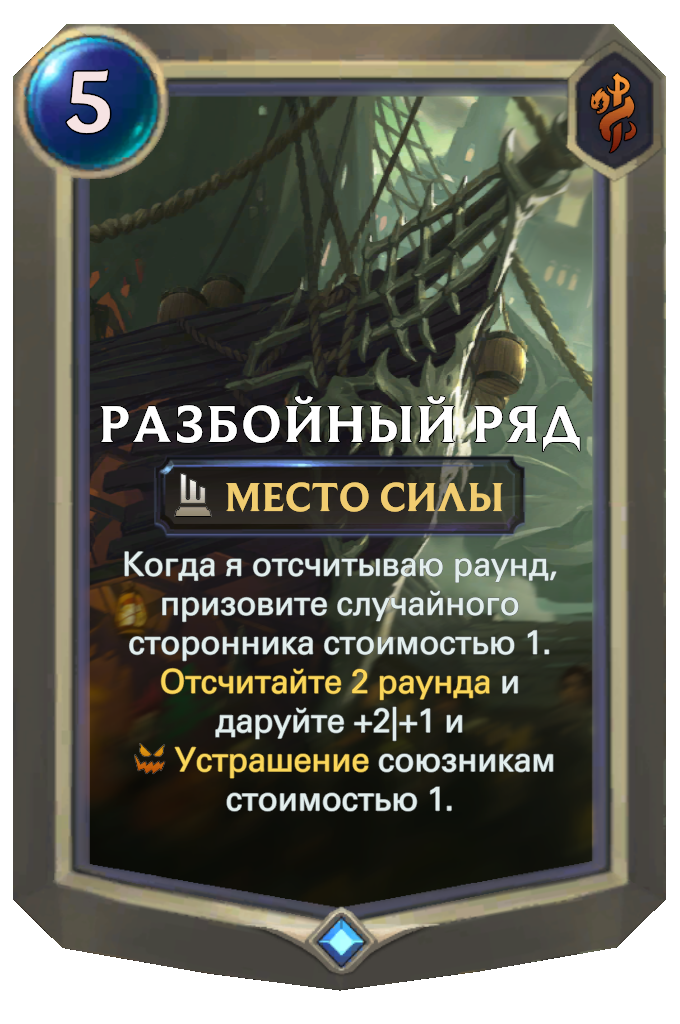 5
РАЗБОЙНЫЙ РЯД
МЕСТО СИЛЫ
Когда я отсчитываю раунд,
призовите случайного
сторонника стоимостью 1.
Отсчитайте 2 раунда и
даруйте +2|+1 и
Устрашение союзникам
стоимостью 1.